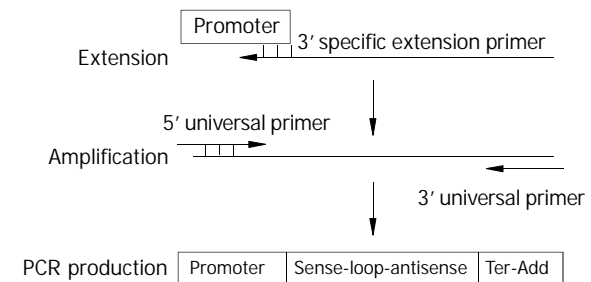 Promoter
3′ specific extension primer
Extension
5′ universal primer
Amplification
3′ universal primer
PCR production Promoter Sense-loop-antisense Ter-Add